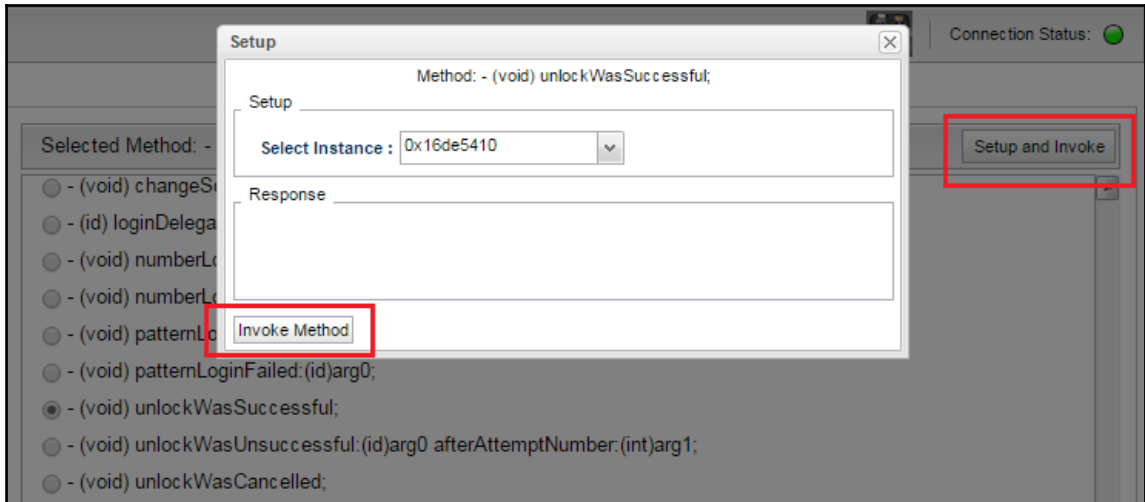 Connection Status:
Setup
Method: - (void) unlockWasSuccessful;
Setup
Select Instance : 0x16de5410
Selected Method: -
Setup and Invoke
Response
- (void) changeS
- (id) loginDelega
- (void) numberL
- (void) numberL
- (void) patternLo
Invoke Method
- (void) patternLoginFailed:(id)arg0;
- (void) unlockWasSuccessful;
- (void) unlockWasUnsuccessful:(id)arg0 afterAttemptNumber:(int)arg1;
- (void) unlockWasCancelled;